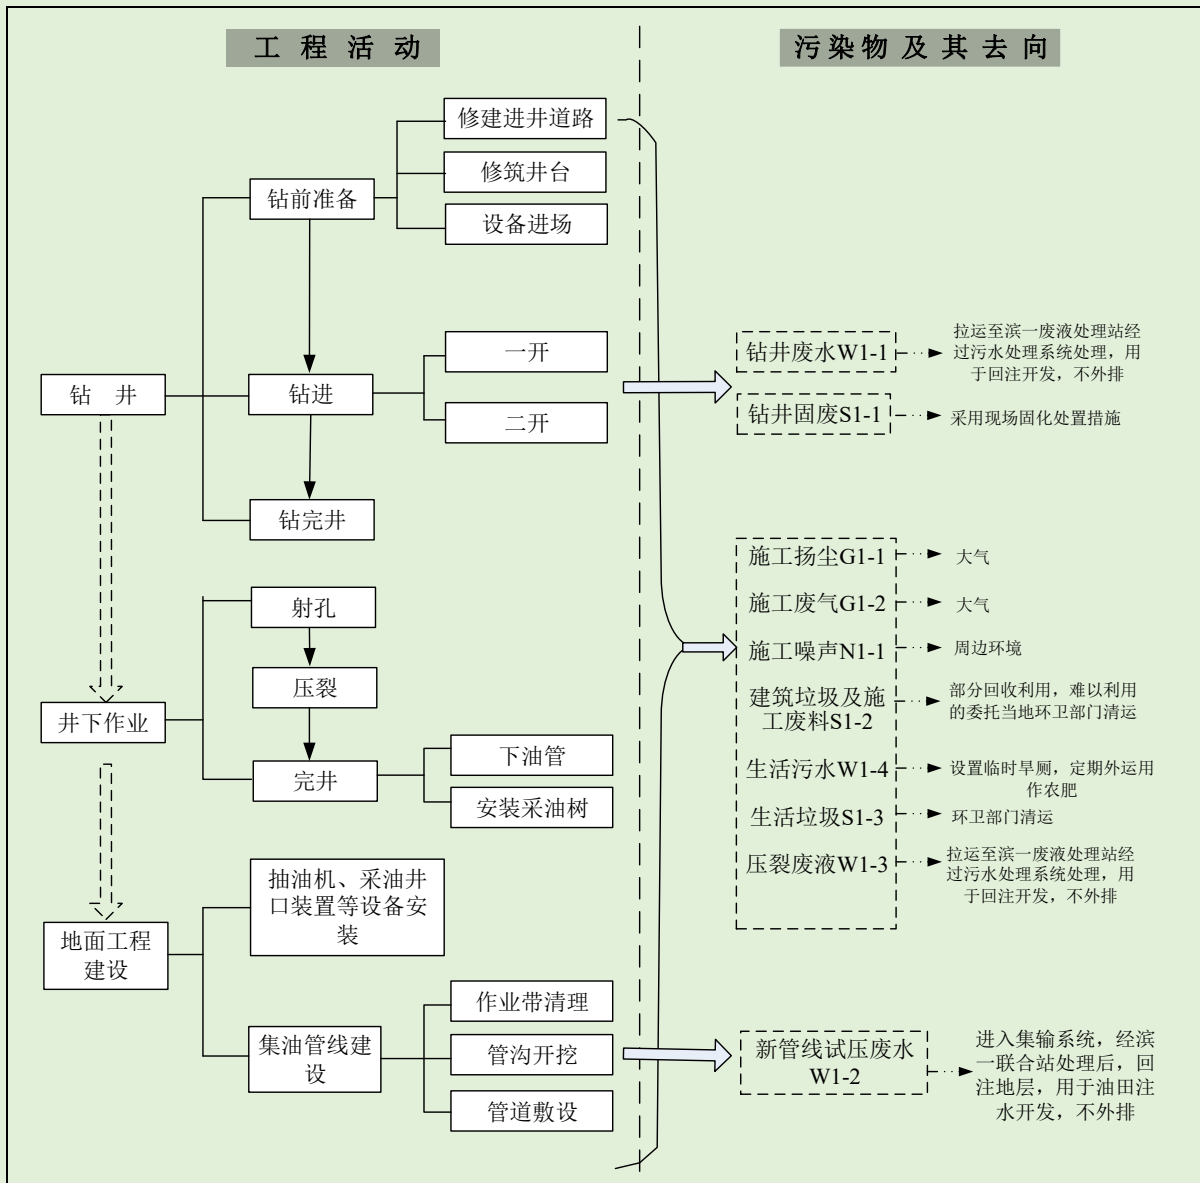 工程活动
污染物及其去向
修建进井道路
修筑井台
设备进场
钻前准备
一开
二开
钻 井
钻进
钻完井
钻井废水W1-1
拉运至滨一废液处理站经
过污水处理系统处理，用
于回注开发，不外排
钻井固废S1-1
采用现场固化处置措施
射孔
压裂
井下作业
完井
下油管
安装采油树
施工扬尘G1-1
大气
施工废气G1-2
大气
施工噪声N1-1
周边环境
建筑垃圾及施
工废料S1-2
部分回收利用，难以利用
的委托当地环卫部门清运
生活污水W1-4
设置临时旱厕，定期外运用
作农肥
生活垃圾S1-3
环卫部门清运
压裂废液W1-3
拉运至滨一废液处理站经
过污水处理系统处理，用
于回注开发，不外排
抽油机、采油井
口装置等设备安
装
地面工程
建设
集油管线建
设
作业带清理
管沟开挖
管道敷设
新管线试压废水
W1-2
进入集输系统，经滨
一联合站处理后，回
注地层，用于油田注
水开发，不外排